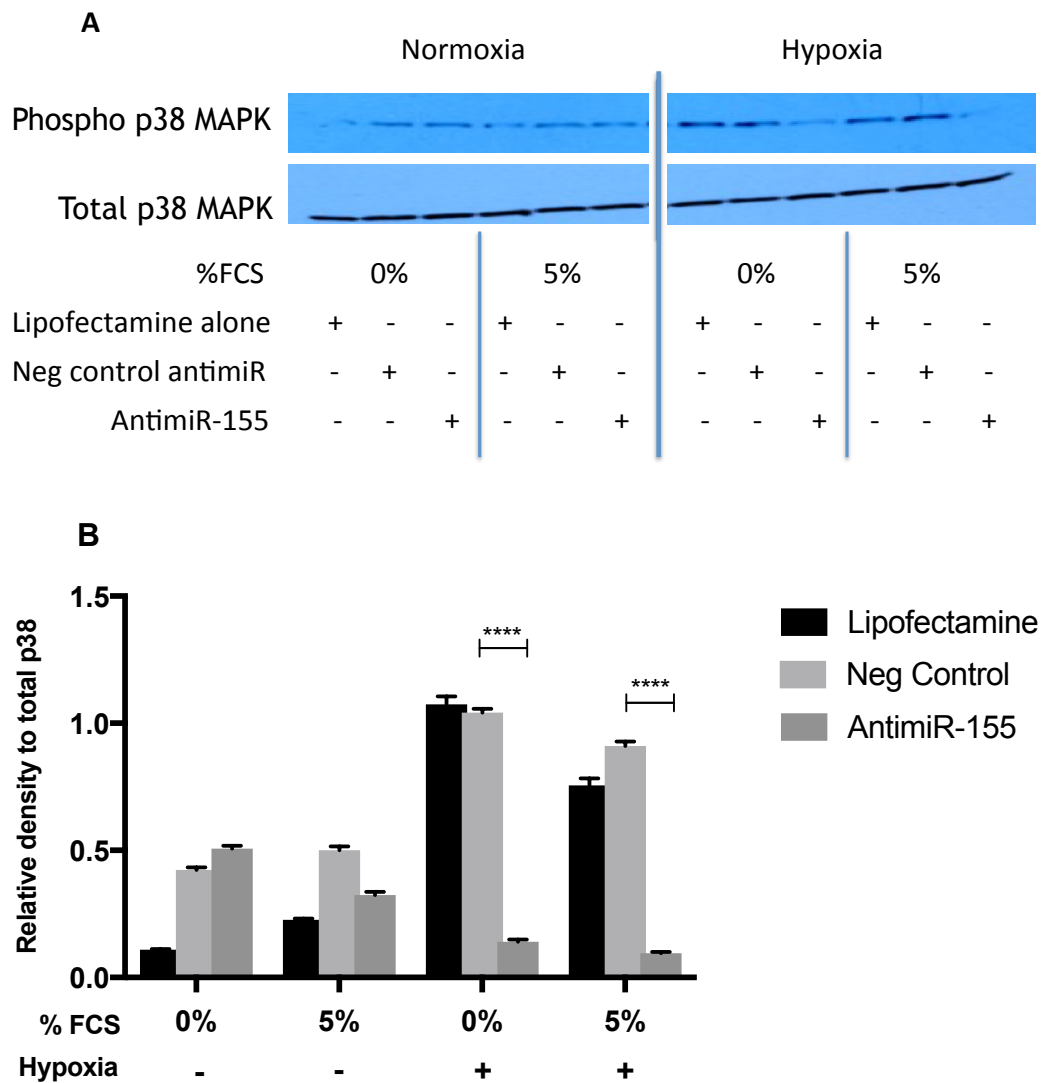 A
Normoxia Hypoxia
Phospho p38 MAPK
Total p38 MAPK
%FCS 0% 5% 0% 5%
Lipofectamine alone + - - + - - + - - + - -
Neg control antimiR - + - - + - - + - - + -
AntimiR-155 - - + - - + - - + - - +
B
Relative density to total p38
1.5
1.0
0.5
0.0
****
****
Lipofectamine
Neg Control
AntimiR-155
% FCS 0% 5% 0% 5%
Hypoxia - - + +